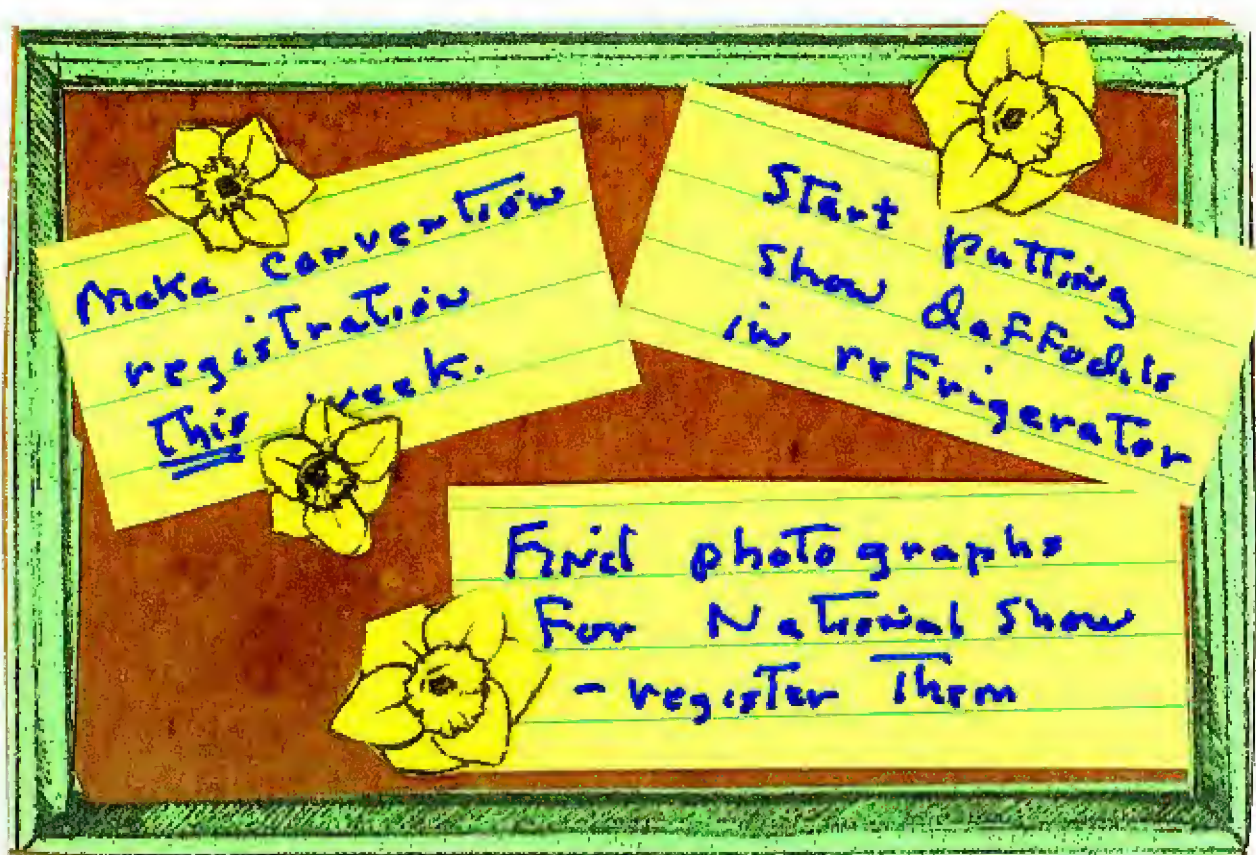 Make convention
registration
This week.
Start putting
show daffodils
in refrigerator
Find photographs
For National Show
- register Them